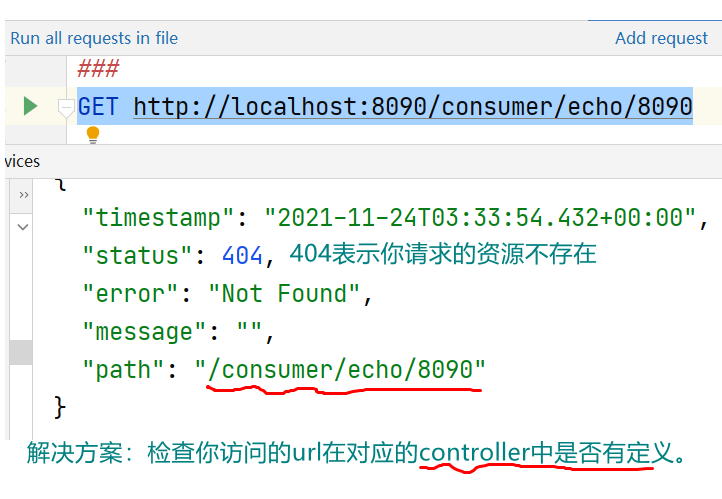 Run all requests in file
Add request
###
GET http://localhost:8090/consumer/echo/8090
vices
{
"timestamp": "2021-11-24T03:33:54.432+00:00",
"status": 404, 404表示你请求的资源不存在
"error": "Not Found",
"message": "",
"path": "/consumer/echo/8090"
}
解决方案：检查你访问的url在对应的controller中是否有定义。